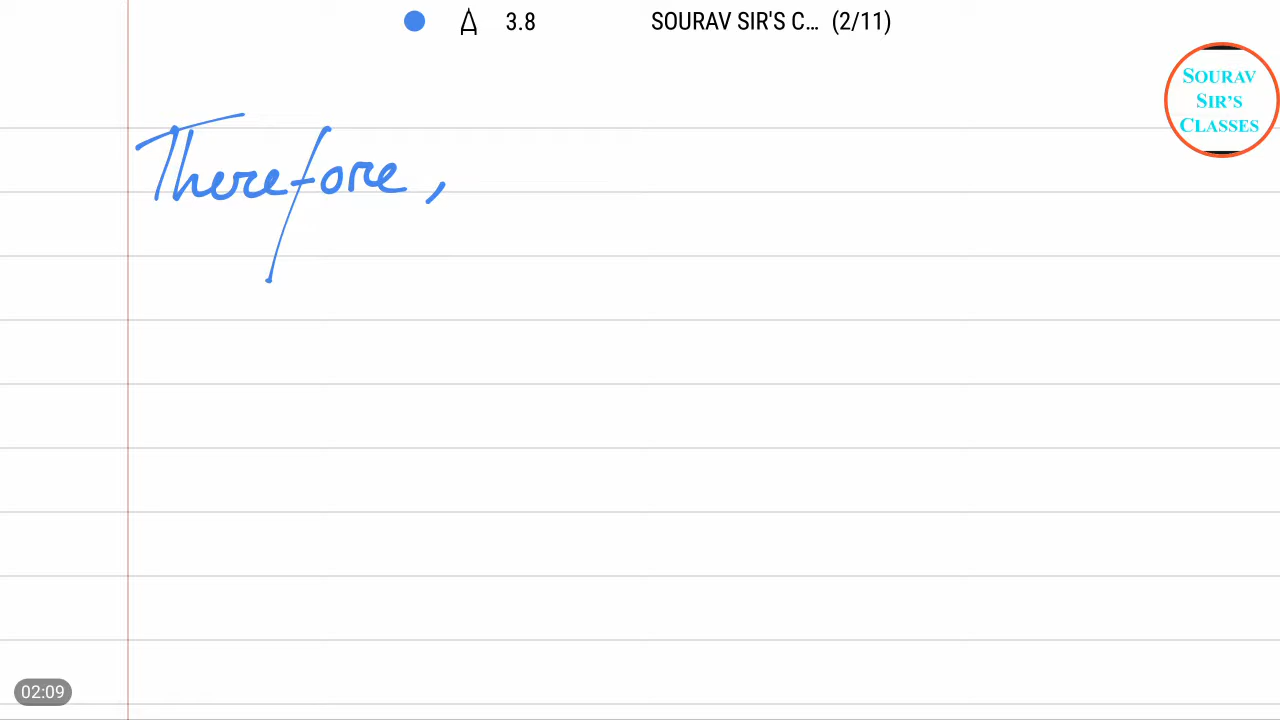 3.8 SOURAV SIR'S C... (2/11)
SOURAV
SIR'S
CLASSES
Therefore,
02:09